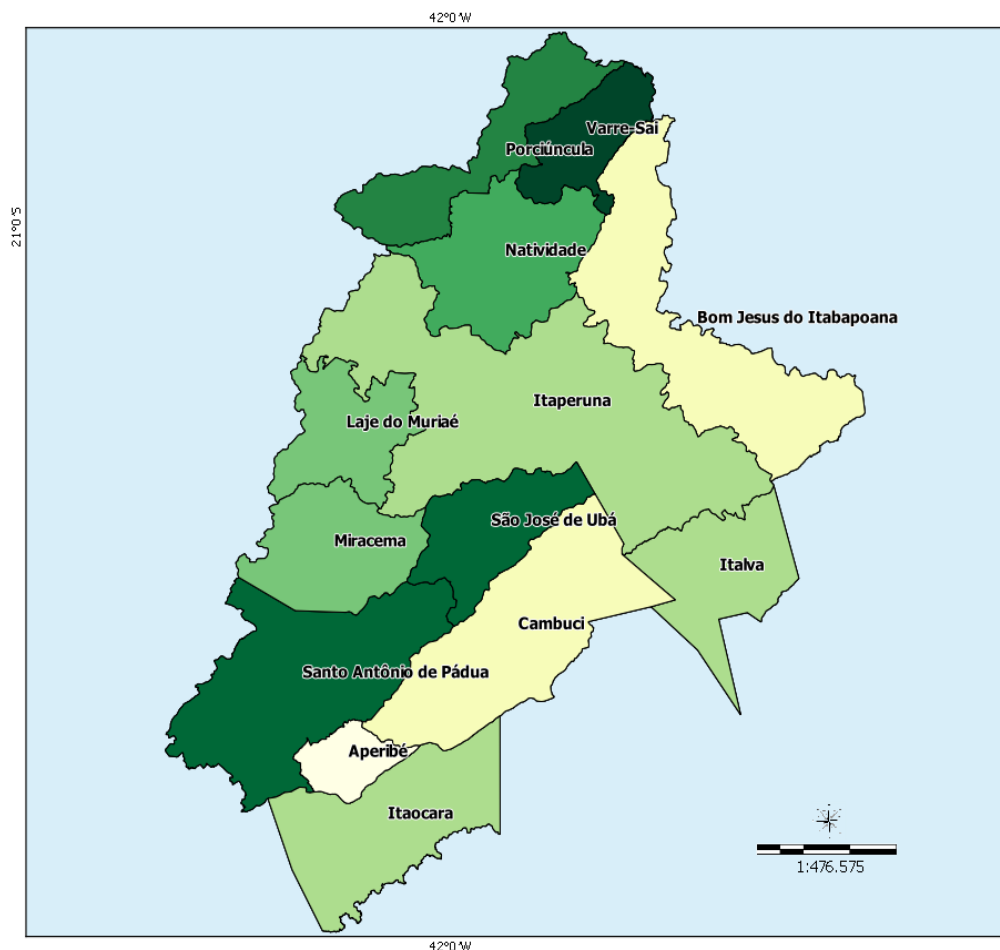 42°0´W
Varre-Sai
Porciúncula
21°0´S
Natividade
Bom Jesus do Itabapoana
Itaperuna
Laje do Muriaé
São José de Ubá
Miracema
Italva
Cambuci
Santo Antônio de Pádua
Aperibé
Itaocara
1:476.575
42°0´W